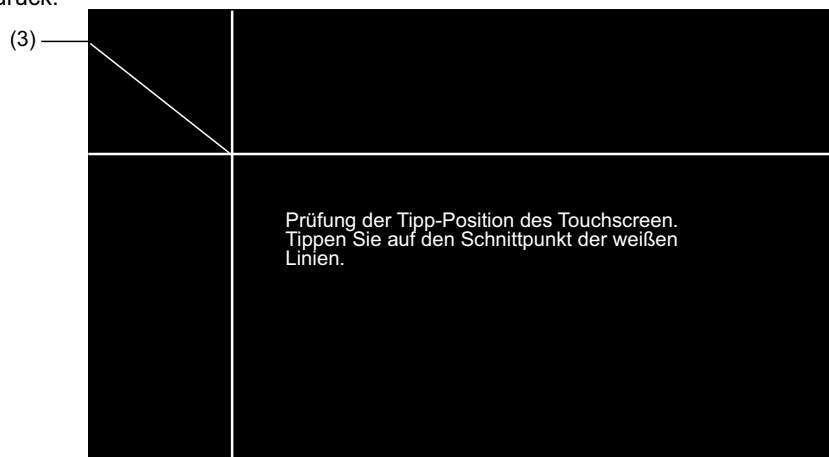 (3)
Prüfung der Tipp-Position des Touchscreen.
Tippen Sie auf den Schnittpunkt der weißen
Linien.